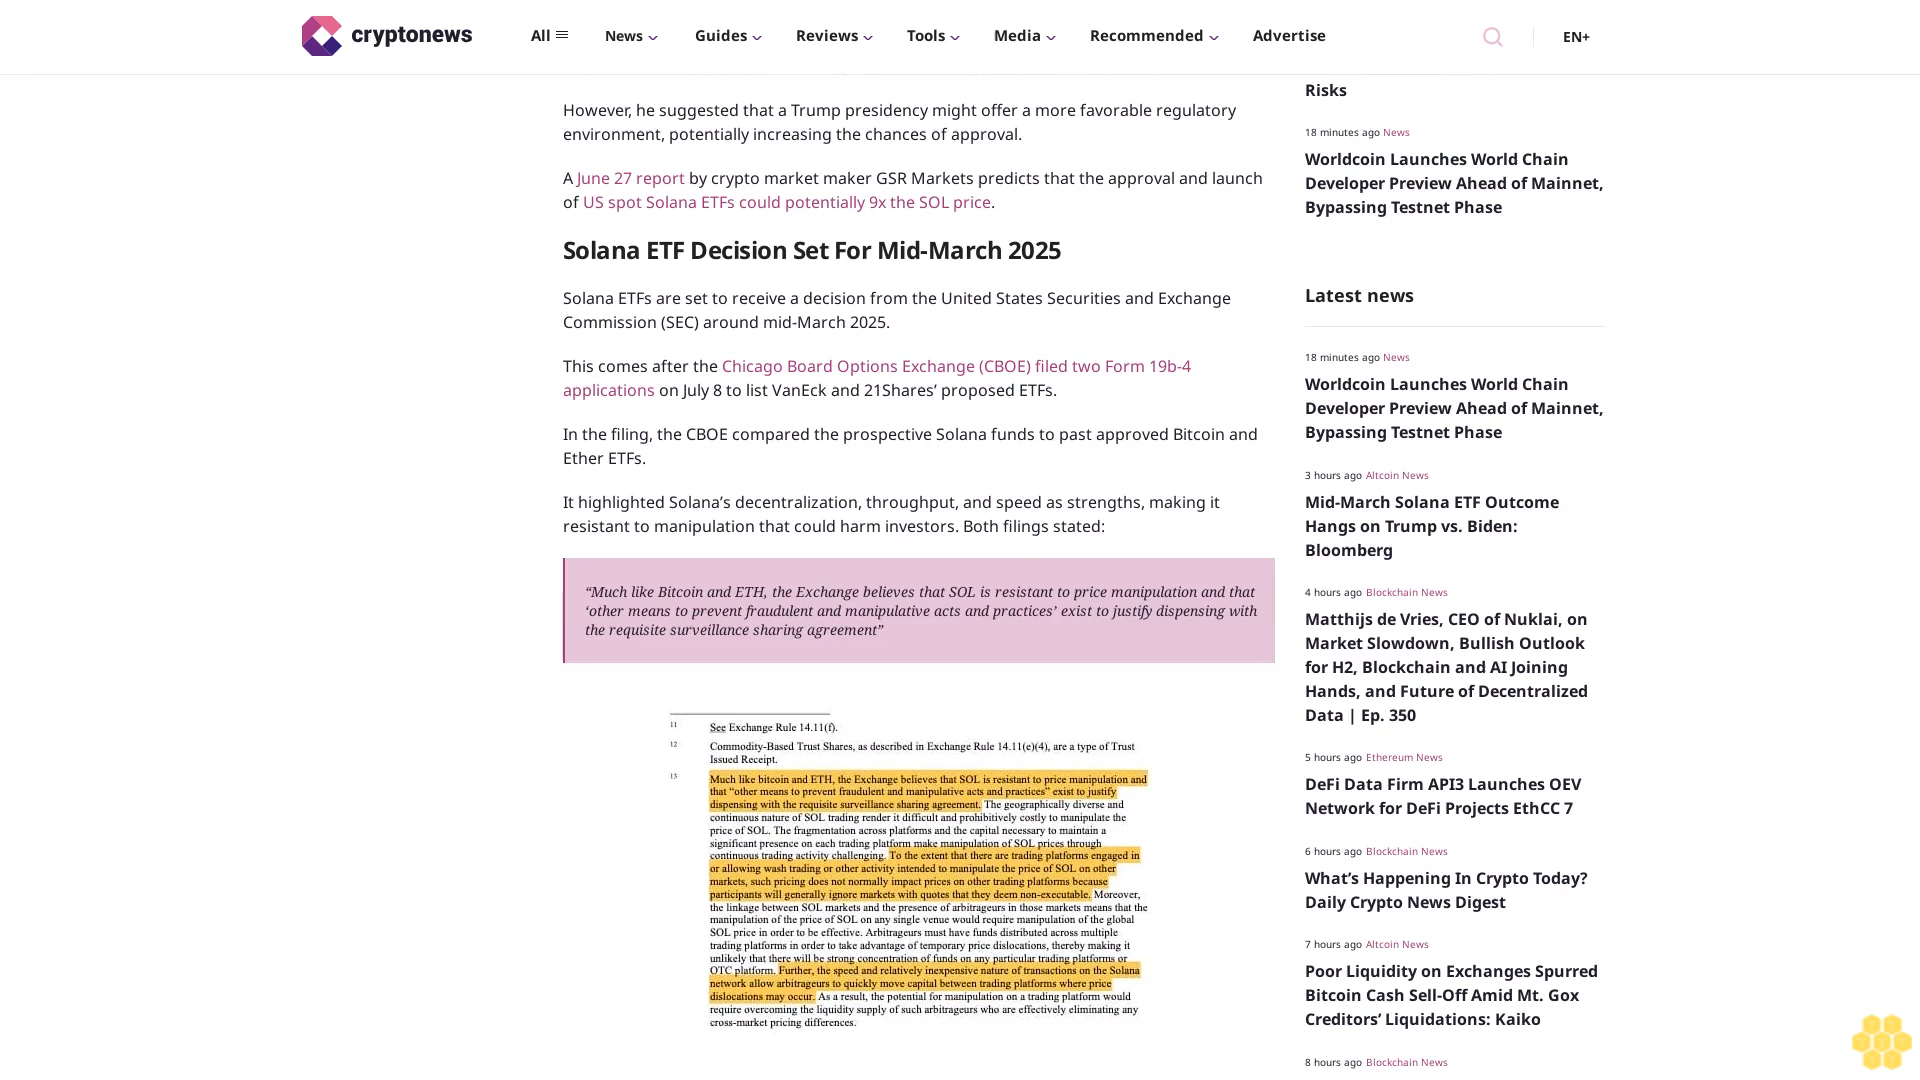 cryptonews
All
News
Guides
Reviews
Tools
Media
Recommended
Advertise
EN+
However, he suggested that a Trump presidency might offer a more favorable regulatory
environment, potentially increasing the chances of approval.
A June 27 report by crypto market maker GSR Markets predicts that the approval and launch
of US spot Solana ETFs could potentially 9x the SOL price.
Solana ETF Decision Set For Mid-March 2025
Solana ETFs are set to receive a decision from the United States Securities and Exchange
Commission (SEC) around mid-March 2025.
This comes after the Chicago Board Options Exchange (CBOE) filed two Form 19b-4
applications on July 8 to list VanEck and 21Shares’ proposed ETFs.
In the filing, the CBOE compared the prospective Solana funds to past approved Bitcoin and
Ether ETFs.
It highlighted Solana’s decentralization, throughput, and speed as strengths, making it
resistant to manipulation that could harm investors. Both filings stated:
“Much like Bitcoin and ETH, the Exchange believes that SOL is resistant to price manipulation and that
‘other means to prevent fraudulent and manipulative acts and practices’ exist to justify dispensing with
the requisite surveillance sharing agreement”
11 See Exchange Rule 14.11(f).
12 Commodity-Based Trust Shares, as described in Exchange Rule 14.11(e)(4), are a type of Trust
Issued Receipt.
13 Much like bitcoin and ETH, the Exchange believes that SOL is resistant to price manipulation and
that “other means to prevent fraudulent and manipulative acts and practices” exist to justify
dispensing with the requisite surveillance sharing agreement. The geographically diverse and
continuous nature of SOL trading render it difficult and prohibitively costly to manipulate the
price of SOL. The fragmentation across platforms and the capital necessary to maintain a
significant presence on each trading platform make manipulation of SOL prices through
continuous trading activity challenging. To the extent that there are trading platforms engaged in
or allowing wash trading or other activity intended to manipulate the price of SOL on other
markets, such pricing does not normally impact prices on other trading platforms because
participants will generally ignore markets with quotes that they deem non-executable. Moreover,
the linkage between SOL markets and the presence of arbitrageurs in those markets means that the
manipulation of the price of SOL on any single venue would require manipulation of the global
SOL price in order to be effective. Arbitrageurs must have funds distributed across multiple
trading platforms in order to take advantage of temporary price dislocations, thereby making it
unlikely that there will be strong concentration of funds on any particular trading platforms or
OTC platform. Further, the speed and relatively inexpensive nature of transactions on the Solana
network allow arbitrageurs to quickly move capital between trading platforms where price
dislocations may occur. As a result, the potential for manipulation on a trading platform would
require overcoming the liquidity supply of such arbitrageurs who are effectively eliminating any
cross-market pricing differences.
Risks
18 minutes ago News
Worldcoin Launches World Chain
Developer Preview Ahead of Mainnet,
Bypassing Testnet Phase
Latest news
18 minutes ago News
Worldcoin Launches World Chain
Developer Preview Ahead of Mainnet,
Bypassing Testnet Phase
3 hours ago Altcoin News
Mid-March Solana ETF Outcome
Hangs on Trump vs. Biden:
Bloomberg
4 hours ago Blockchain News
Matthijs de Vries, CEO of Nuklai, on
Market Slowdown, Bullish Outlook
for H2, Blockchain and AI Joining
Hands, and Future of Decentralized
Data | Ep. 350
5 hours ago Ethereum News
DeFi Data Firm API3 Launches OEV
Network for DeFi Projects EthCC 7
6 hours ago Blockchain News
What’s Happening In Crypto Today?
Daily Crypto News Digest
7 hours ago Altcoin News
Poor Liquidity on Exchanges Spurred
Bitcoin Cash Sell-Off Amid Mt. Gox
Creditors’ Liquidations: Kaiko
8 hours ago Blockchain News